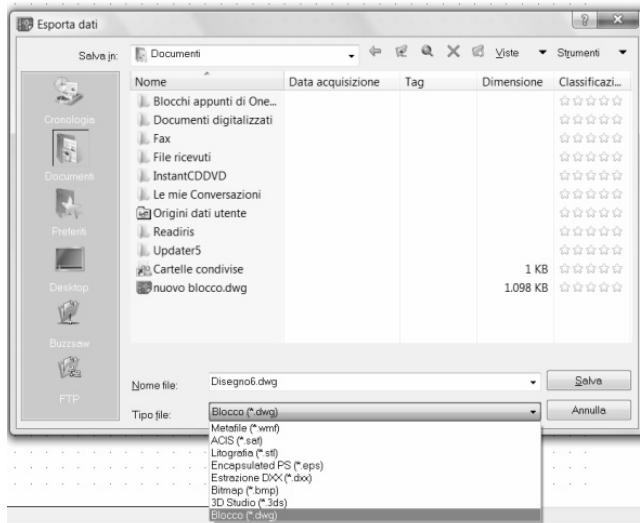 Esporta dati
Salva in: Documenti Viste Strumenti
Nome Data acquisizione Tag Dimensione Classificazi...
Blocchi appunti di One...
Documenti digitalizzati
Fax
File ricevuti
InstantCDDVD
Le mie Conversazioni
Origini dati utente
Readiris
Updater5
Cartelle condivise 1 KB
nuovo blocco.dwg 1.098 KB
Cronologia
Documenti
Preferiti
Desktop
Buzzsaw
FTP
Nome file: Disegno6.dwg Salva
Tipo file: Blocco (*.dwg) Annulla
Metafile (*.wmf)
ACIS (*.sat)
Litografia (*.stl)
Encapsulated PS (*.eps)
Estrazione DXX (*.dxx)
Bitmap (*.bmp)
3D Studio (*.3ds)
Blocco (*.dwg)